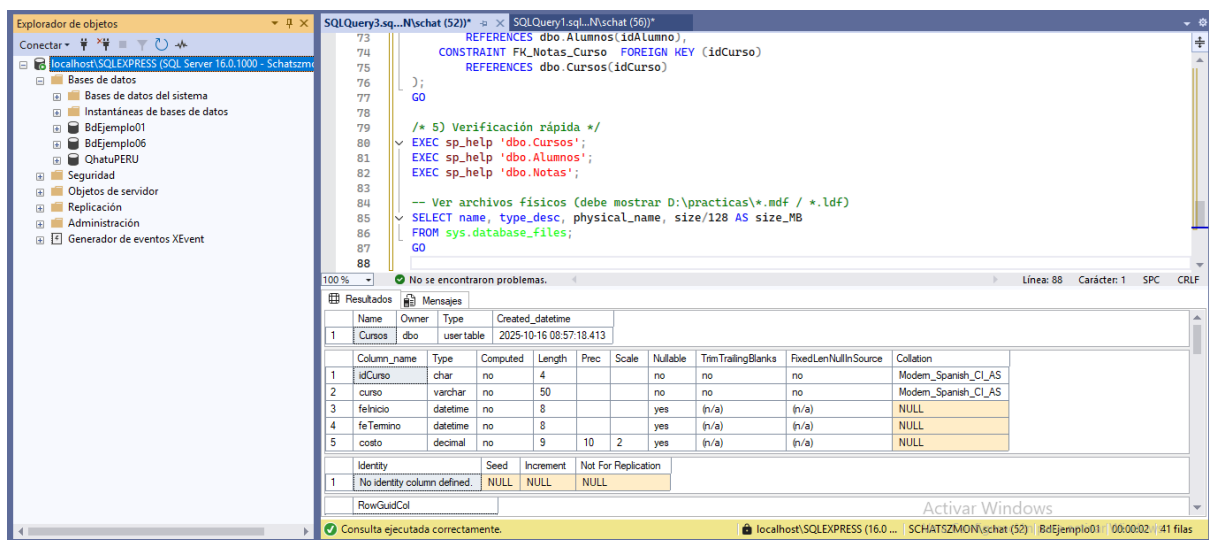 Explorador de objetos
Conectar
localhost\SQLEXPRESS (SQL Server 16.0.1000 - Schatszmo
Bases de datos
Bases de datos del sistema
Instantáneas de bases de datos
BdEjemplo01
BdEjemplo06
QhatuPERU
Seguridad
Objetos de servidor
Replicación
Administración
Generador de eventos XEvent
SQLQuery3.sq...N\schat (52))* SQLQuery1.sql...N\schat (56))*
73 REFERENCES dbo.Alumnos(idAlumno),
74 CONSTRAINT FK_Notas_Curso FOREIGN KEY (idCurso)
75 REFERENCES dbo.Cursos(idCurso)
76 );
77 GO
78
79 /* 5) Verificación rápida */
80 EXEC sp_help 'dbo.Cursos';
81 EXEC sp_help 'dbo.Alumnos';
82 EXEC sp_help 'dbo.Notas';
83
84 -- Ver archivos físicos (debe mostrar D:\practicas\*.mdf / *.ldf)
85 SELECT name, type_desc, physical_name, size/128 AS size_MB
86 FROM sys.database_files;
87 GO
88
100 % No se encontraron problemas. Línea: 88 Carácter: 1 SPC CRLF
Resultados Mensajes
Name Owner Type Created_datetime
1 Cursos dbo user table 2025-10-16 08:57:18.413
Column_name Type Computed Length Prec Scale Nullable TrimTrailingBlanks FixedLenNullInSource Collation
1 idCurso char no 4 no no no Modern_Spanish_CI_AS
2 curso varchar no 50 no no no Modern_Spanish_CI_AS
3 feInicio datetime no 8 yes (n/a) (n/a) NULL
4 feTermino datetime no 8 yes (n/a) (n/a) NULL
5 costo decimal no 9 10 2 yes (n/a) (n/a) NULL
Identity Seed Increment Not For Replication
1 No identity column defined. NULL NULL NULL
RowGuidCol
Activar Windows
Consulta ejecutada correctamente. localhost\SQLEXPRESS (16.0 ... SCHATSZMON\schat (52) BdEjemplo01 00:00:02 41 filas